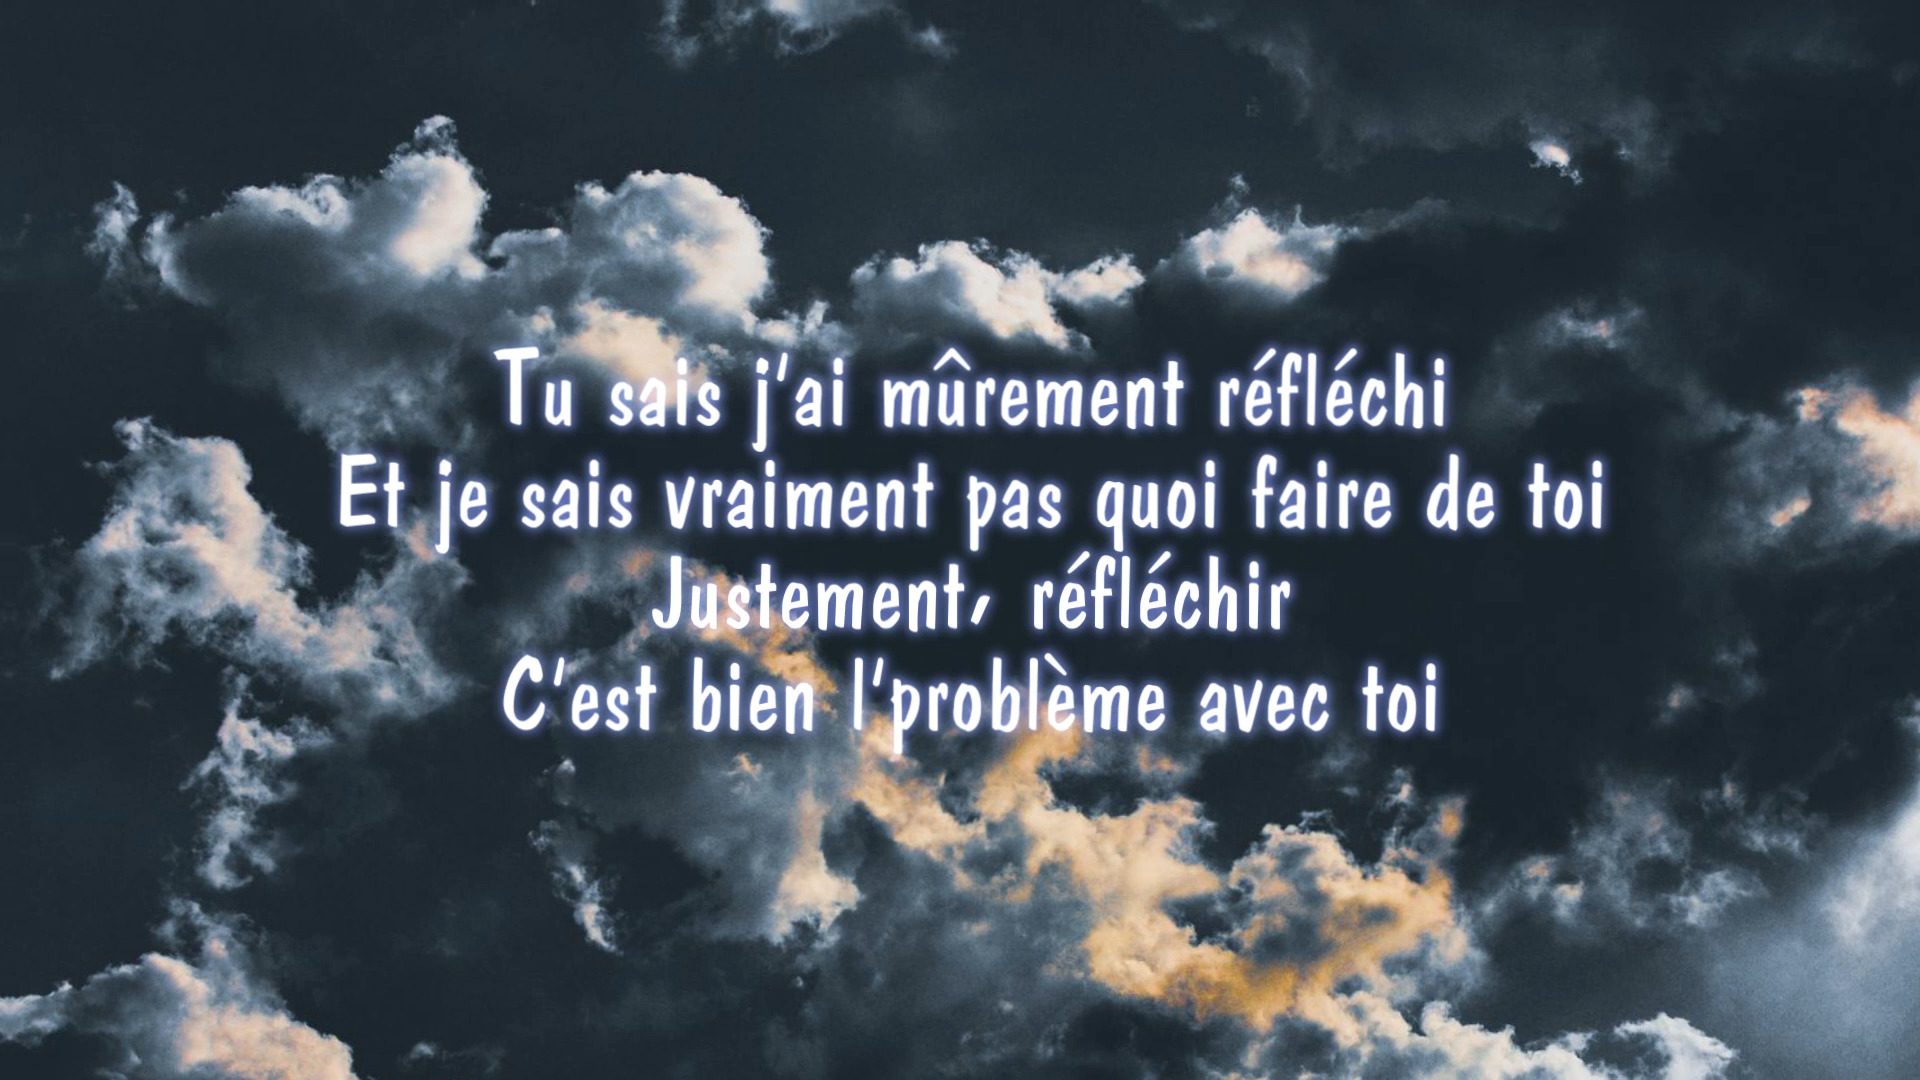 Tu sais j'ai mûrement réfléchi
Et je sais vraiment pas quoi faire de toi
Justement, réfléchir
C'est bien l'problème avec toi